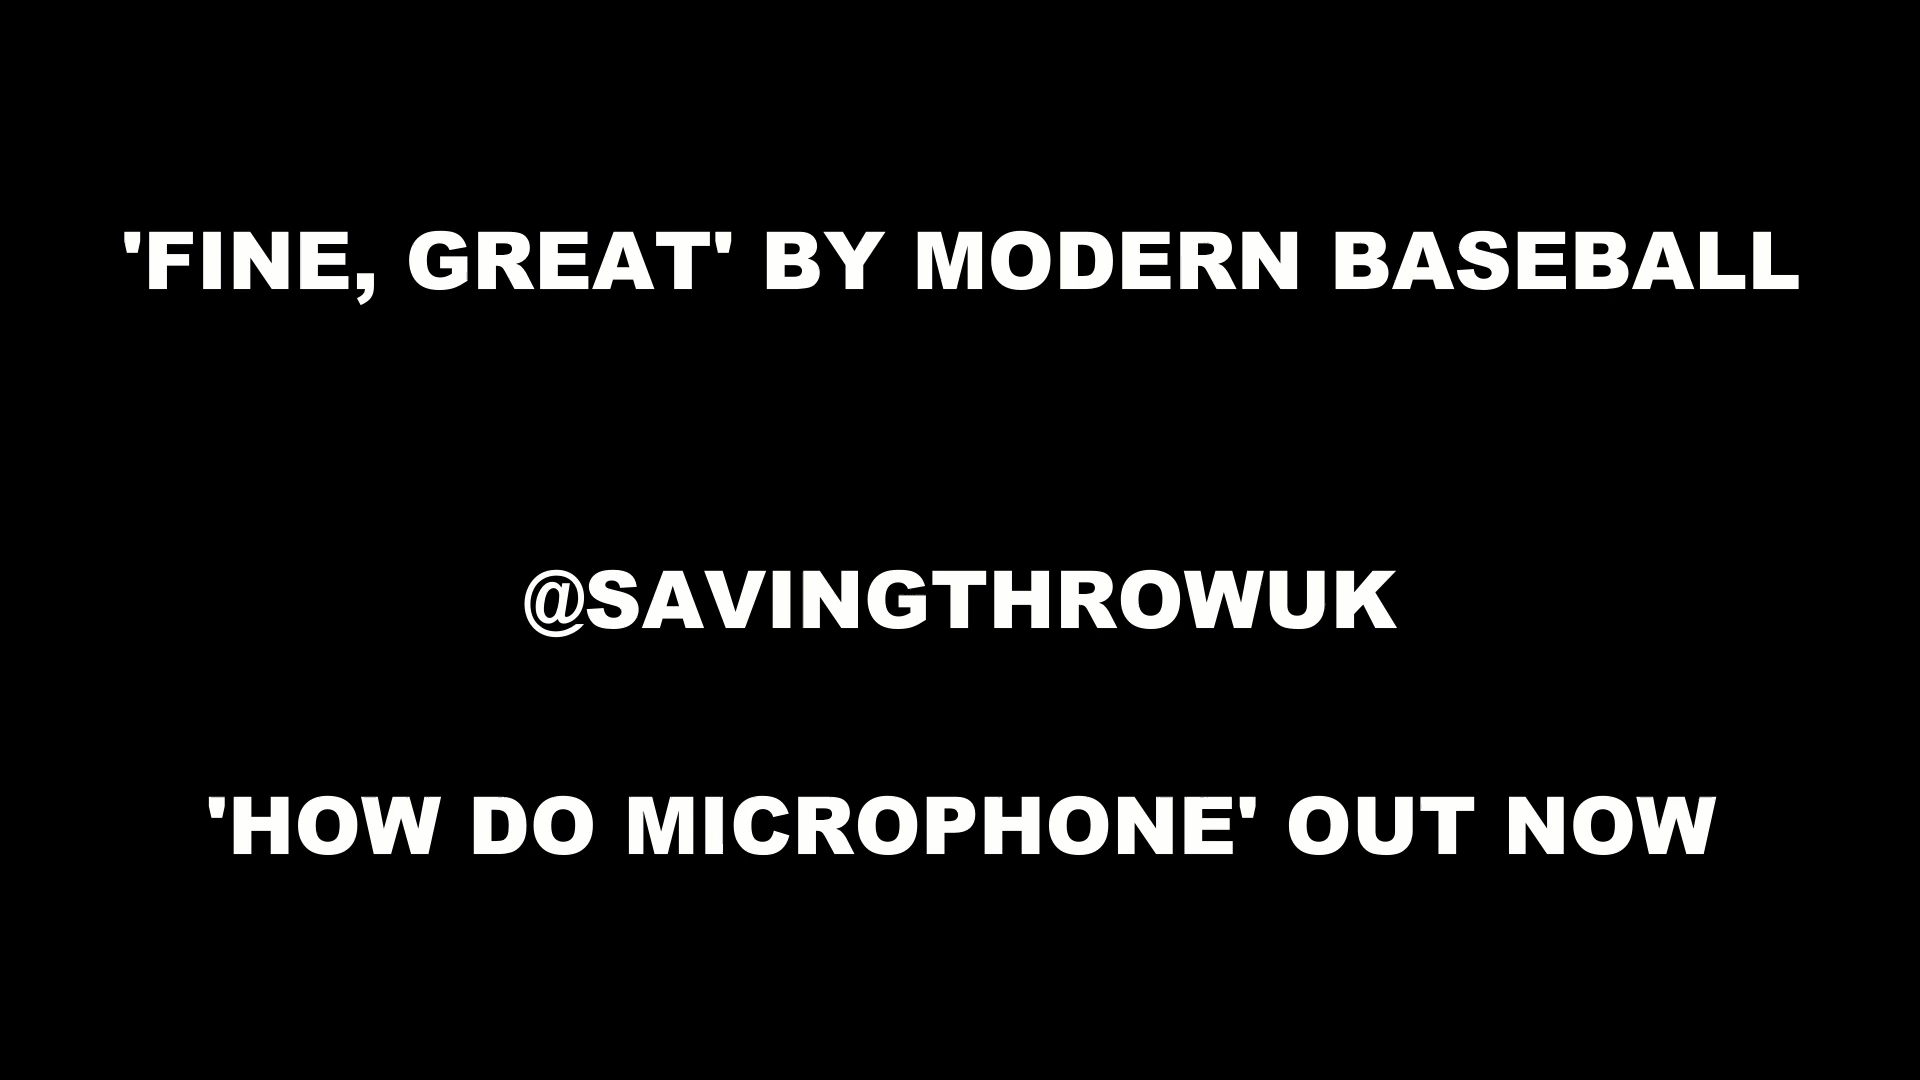 'FINE, GREAT' BY MODERN BASEBALL
@SAVINGTHROWUK
'HOW DO MICROPHONE' OUT NOW